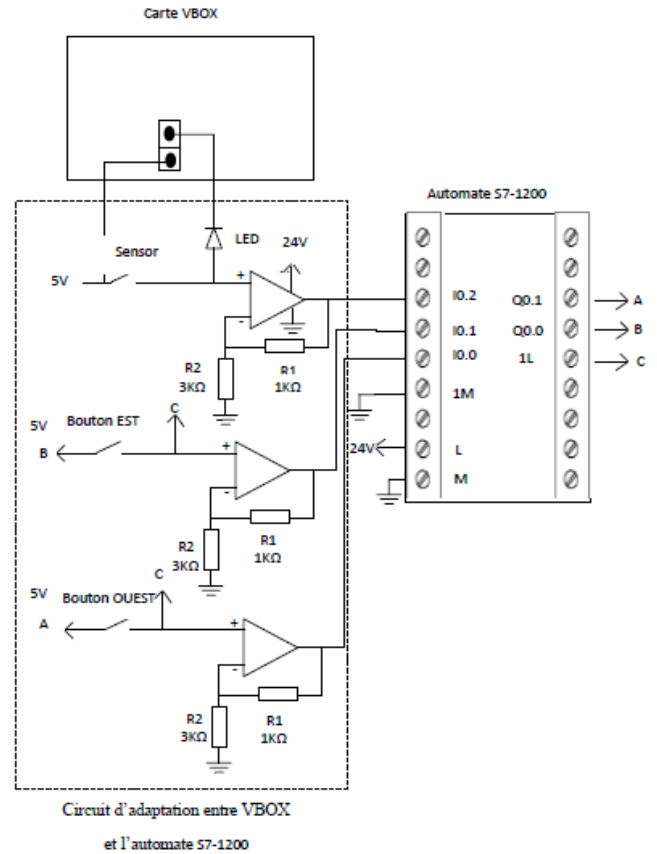 Carte VBOX
Automate S7-1200
Sensor
LED
24V
5V
+
-
I0.2
Q0.1
A
I0.1
Q0.0
B
I0.0
1L
C
R2
3KΩ
R1
1KΩ
1M
5V
Bouton EST
C
B
+
-
24V
L
M
R2
3KΩ
R1
1KΩ
C
5V
Bouton OUEST
A
+
-
R2
3KΩ
R1
1KΩ
Circuit d'adaptation entre VBOX
et l'automate S7-1200